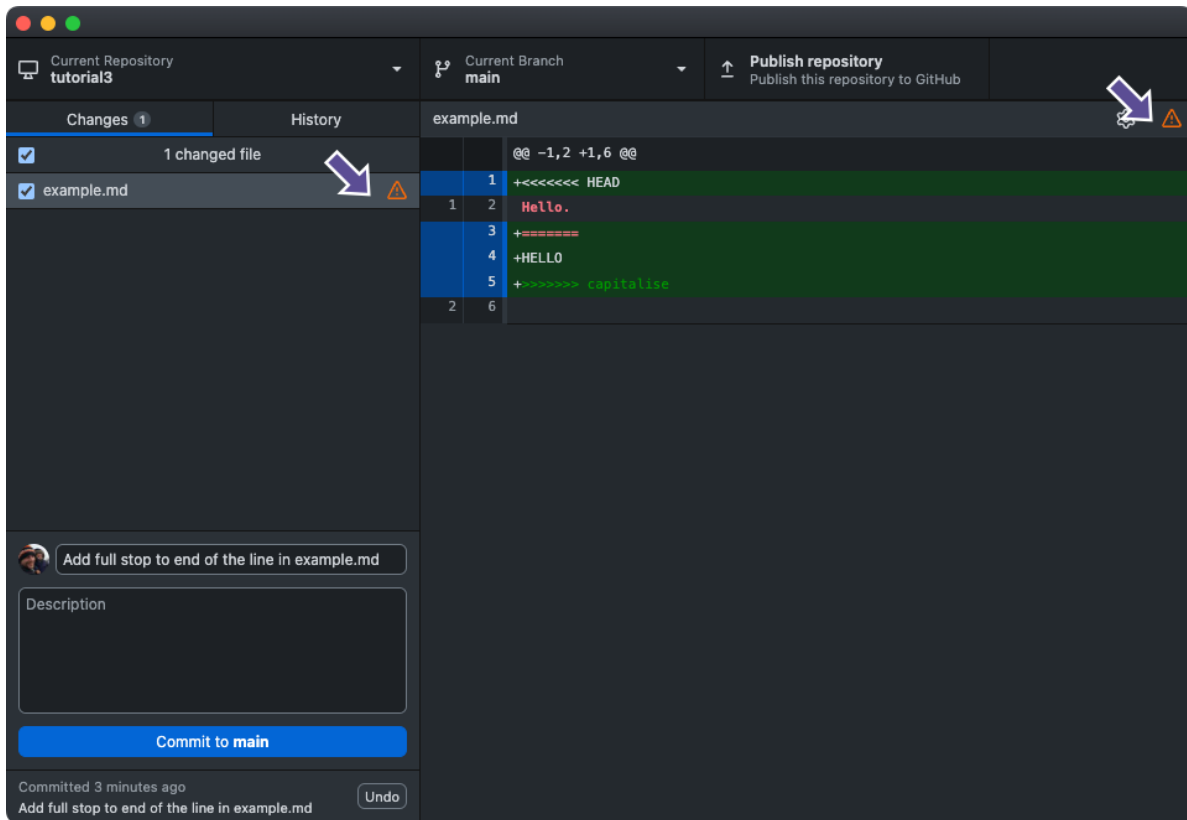 Current Repository
tutorial3
Current Branch
main
Publish repository
Publish this repository to GitHub
Changes 1
History
example.md
1 changed file
@@ -1,2 +1,6 @@
example.md
1 +<<<<<<< HEAD
1 2 Hello.
3 +=======
4 +HELLO
5 +>>>>>>> capitalise
2 6
Add full stop to end of the line in example.md
Description
Commit to main
Committed 3 minutes ago
Add full stop to end of the line in example.md
Undo